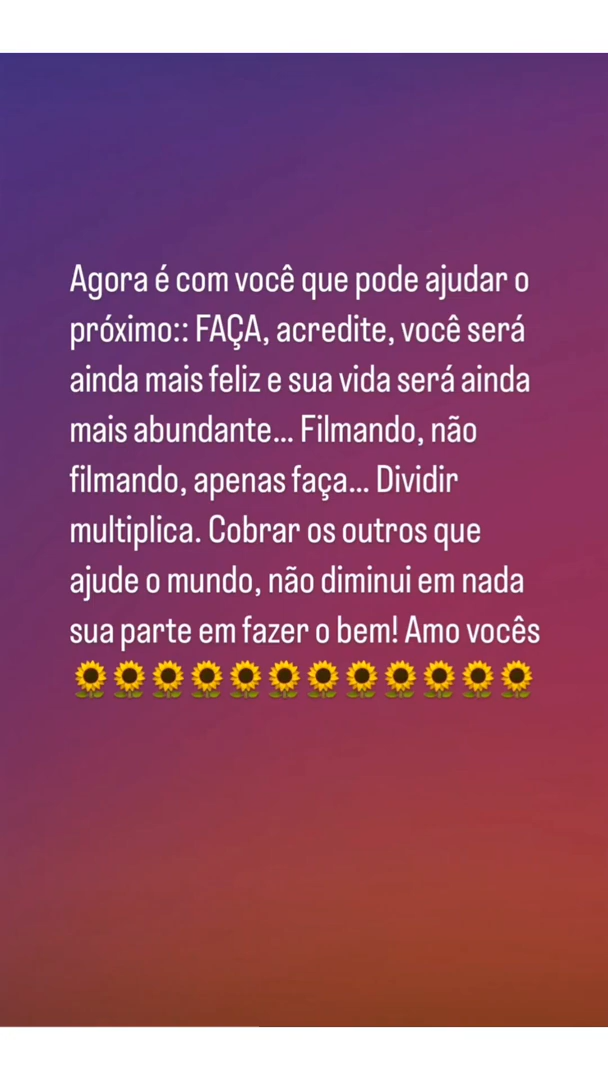 Agora é com você que pode ajudar o
próximo:: FAÇA, acredite, você será
ainda mais feliz e sua vida será ainda
mais abundante... Filmando, não
filmando, apenas faça... Dividir
multiplica. Cobrar os outros que
ajude o mundo, não diminui em nada
sua parte em fazer o bem! Amo vocês
🌻🌻🌻🌻🌻🌻🌻🌻🌻🌻🌻🌻